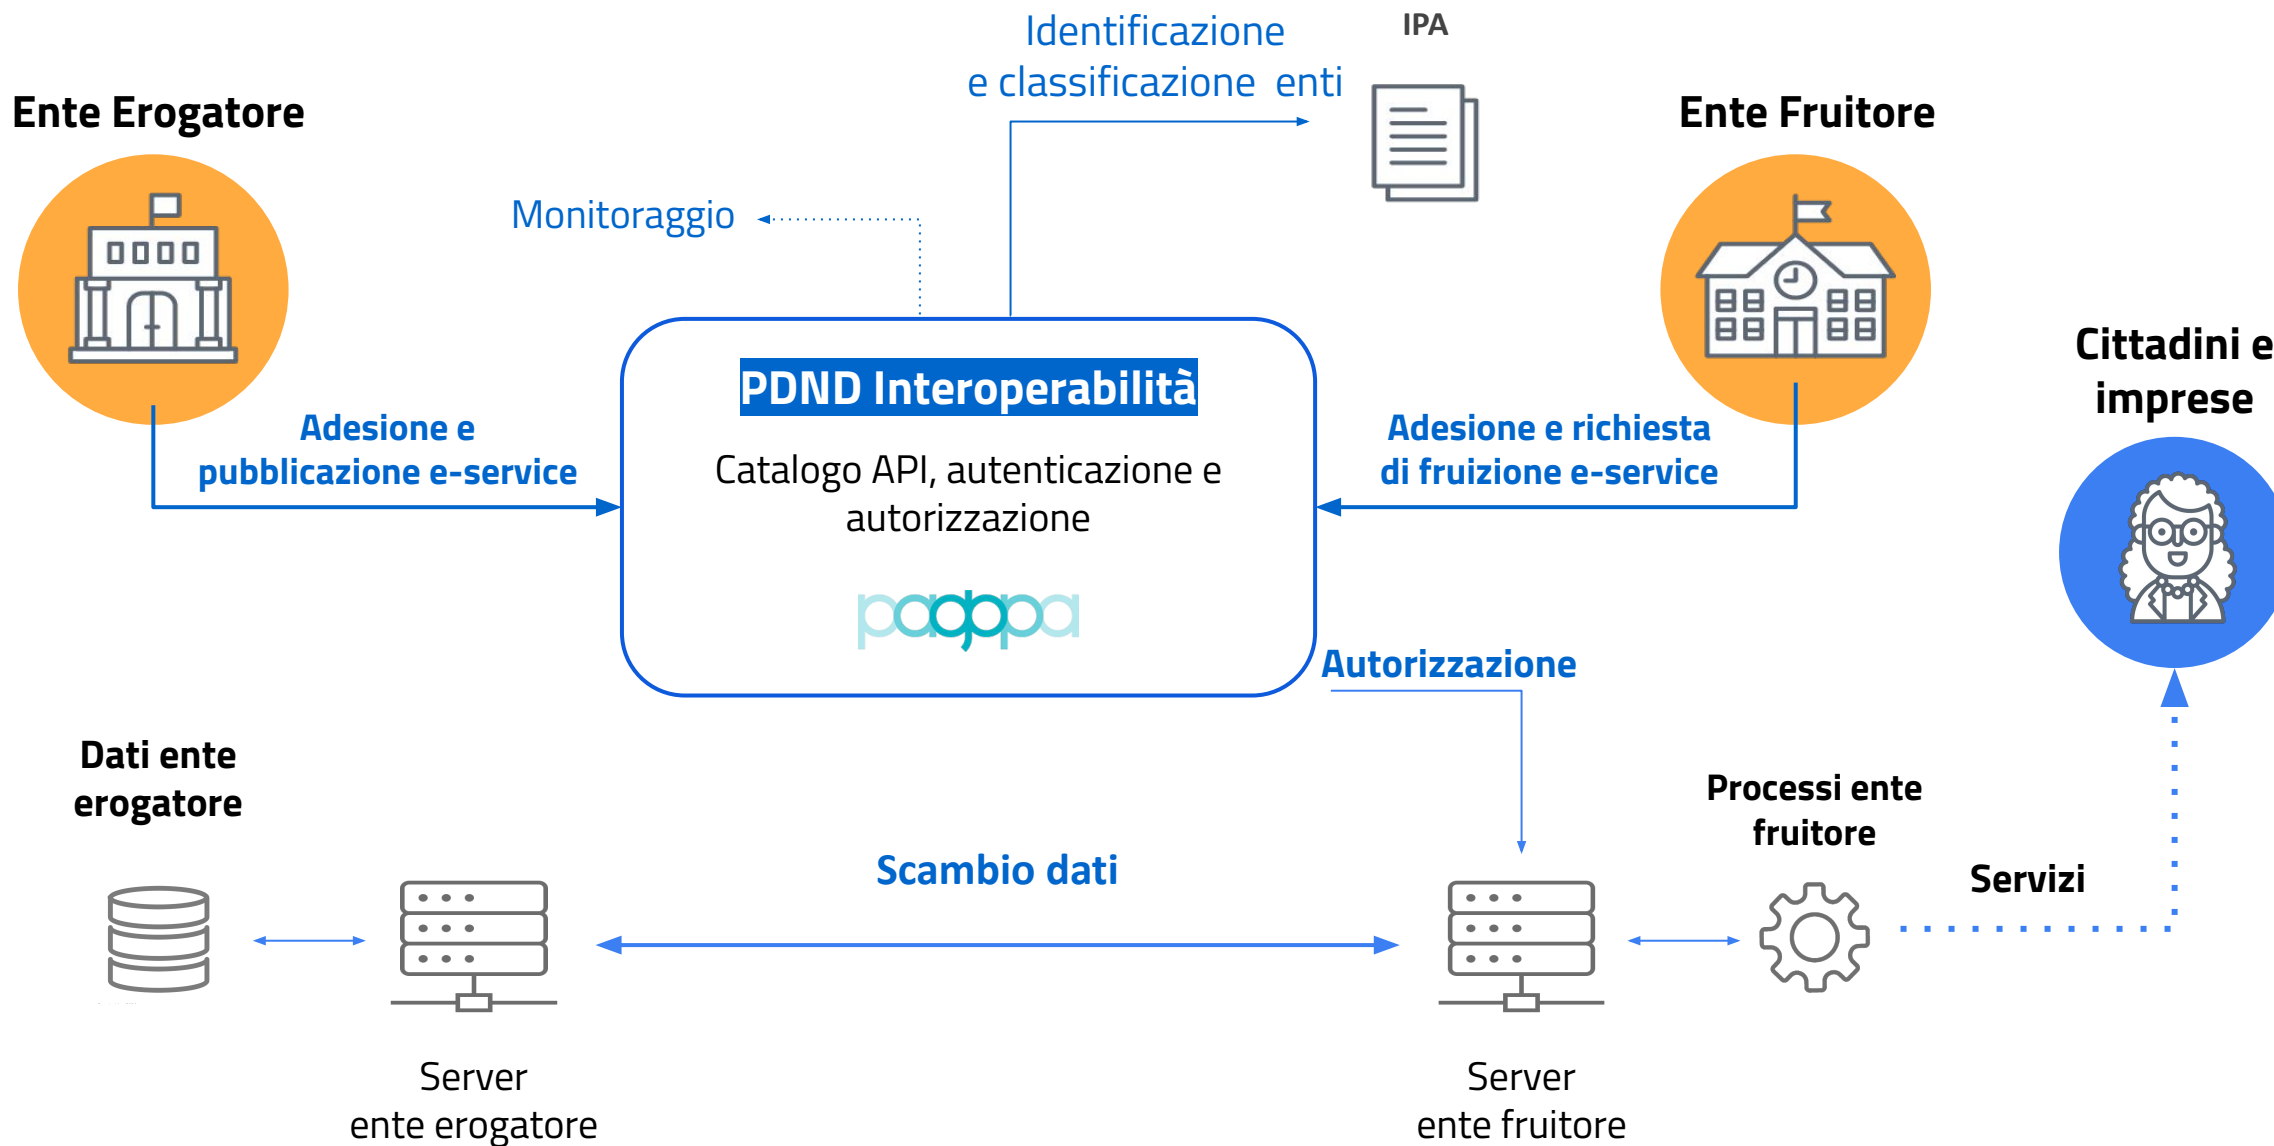 Identificazione
e classificazione enti
IPA
Ente Erogatore
Ente Fruitore
Monitoraggio
PDND Interoperabilità
Catalogo API, autenticazione e
autorizzazione
pagopa
Adesione e
pubblicazione e-service
Adesione e richiesta
di fruizione e-service
Cittadini e
imprese
Autorizzazione
Dati ente
erogatore
Processi ente
fruitore
Scambio dati
Servizi
Server
ente erogatore
Server
ente fruitore